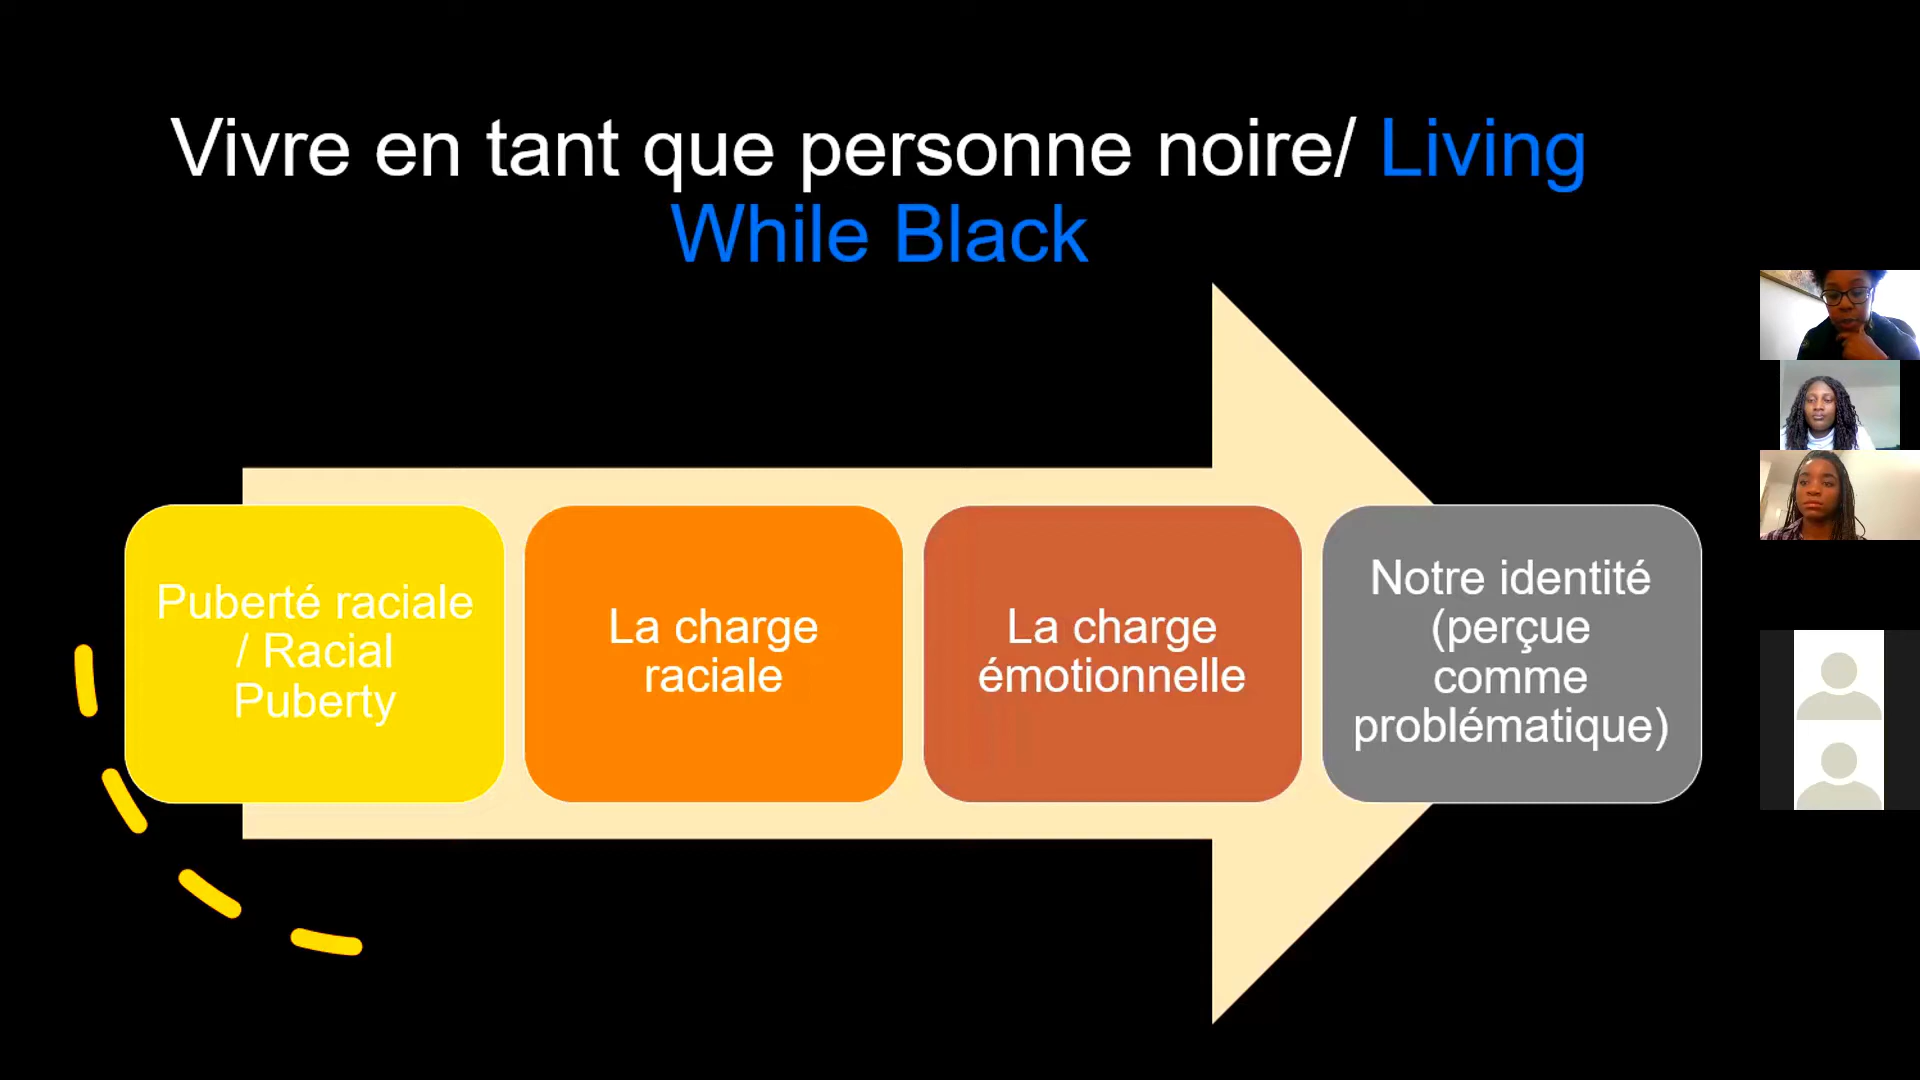 Vivre en tant que personne noire/ Living
While Black
Puberté raciale
/ Racial
Puberty
La charge
raciale
La charge
émotionnelle
Notre identité
(perçue
comme
problématique)